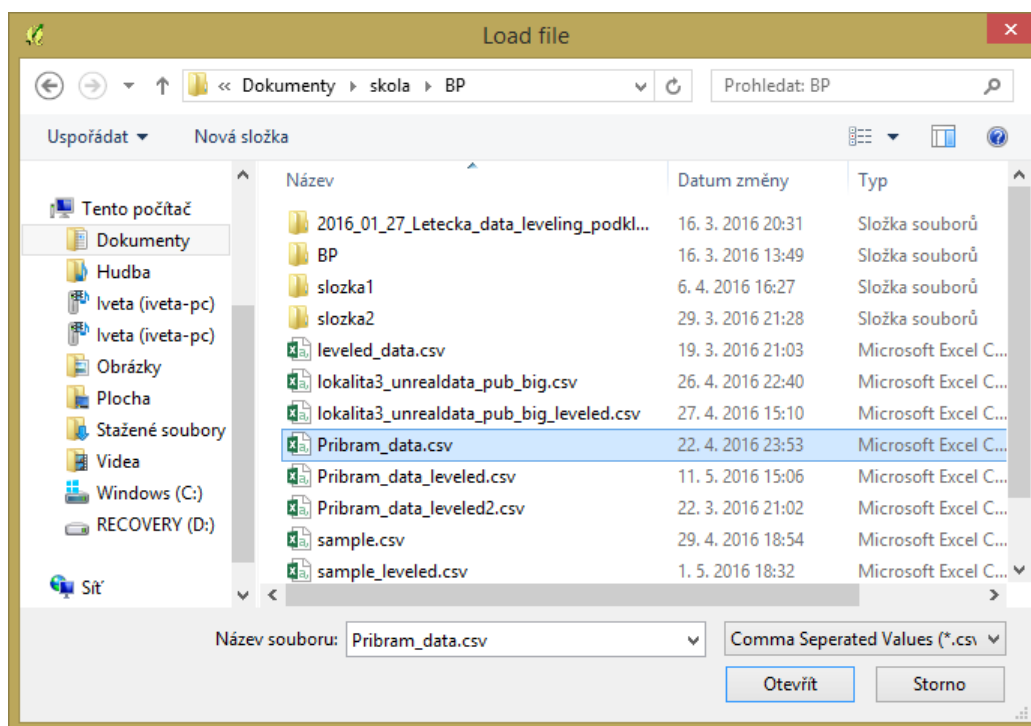 Load file
« Dokumenty ▸ skola ▸ BP
Prohledat: BP
Uspořádat
Nová složka
Tento počítač
Dokumenty
Hudba
Iveta (iveta-pc)
Iveta (iveta-pc)
Obrázky
Plocha
Stažené soubory
Videa
Windows (C:)
RECOVERY (D:)
Síť
Název Datum změny Typ
2016_01_27_Letecka_data_leveling_podkl... 16. 3. 2016 20:31 Složka souborů
BP 16. 3. 2016 13:49 Složka souborů
slozka1 6. 4. 2016 16:27 Složka souborů
slozka2 29. 3. 2016 21:28 Složka souborů
leveled_data.csv 19. 3. 2016 21:03 Microsoft Excel C...
lokalita3_unrealdata_pub_big.csv 26. 4. 2016 22:40 Microsoft Excel C...
lokalita3_unrealdata_pub_big_leveled.csv 27. 4. 2016 15:10 Microsoft Excel C...
Pribram_data.csv 22. 4. 2016 23:53 Microsoft Excel C...
Pribram_data_leveled.csv 11. 5. 2016 15:06 Microsoft Excel C...
Pribram_data_leveled2.csv 22. 3. 2016 21:02 Microsoft Excel C...
sample.csv 29. 4. 2016 18:54 Microsoft Excel C...
sample_leveled.csv 1. 5. 2016 18:32 Microsoft Excel C...
Název souboru: Pribram_data.csv
Comma Seperated Values (*.csv
Otevřít
Storno